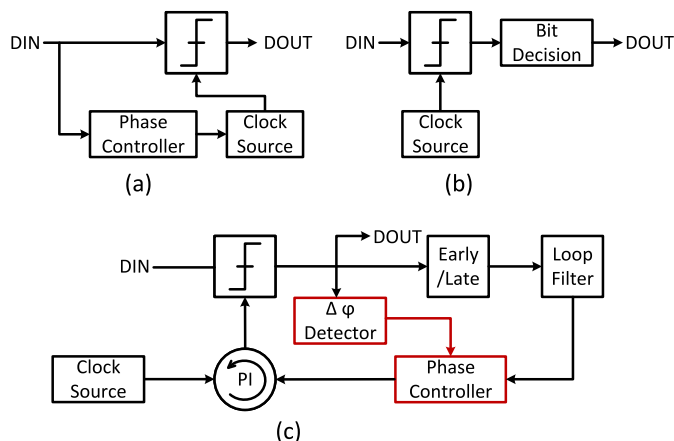 DIN
DOUT
Phase
Controller
Clock
Source
(a)
DIN
Bit
Decision
DOUT
Clock
Source
(b)
DIN
DOUT
Early
/Late
Loop
Filter
Δ φ
Detector
Clock
Source
PI
Phase
Controller
(c)